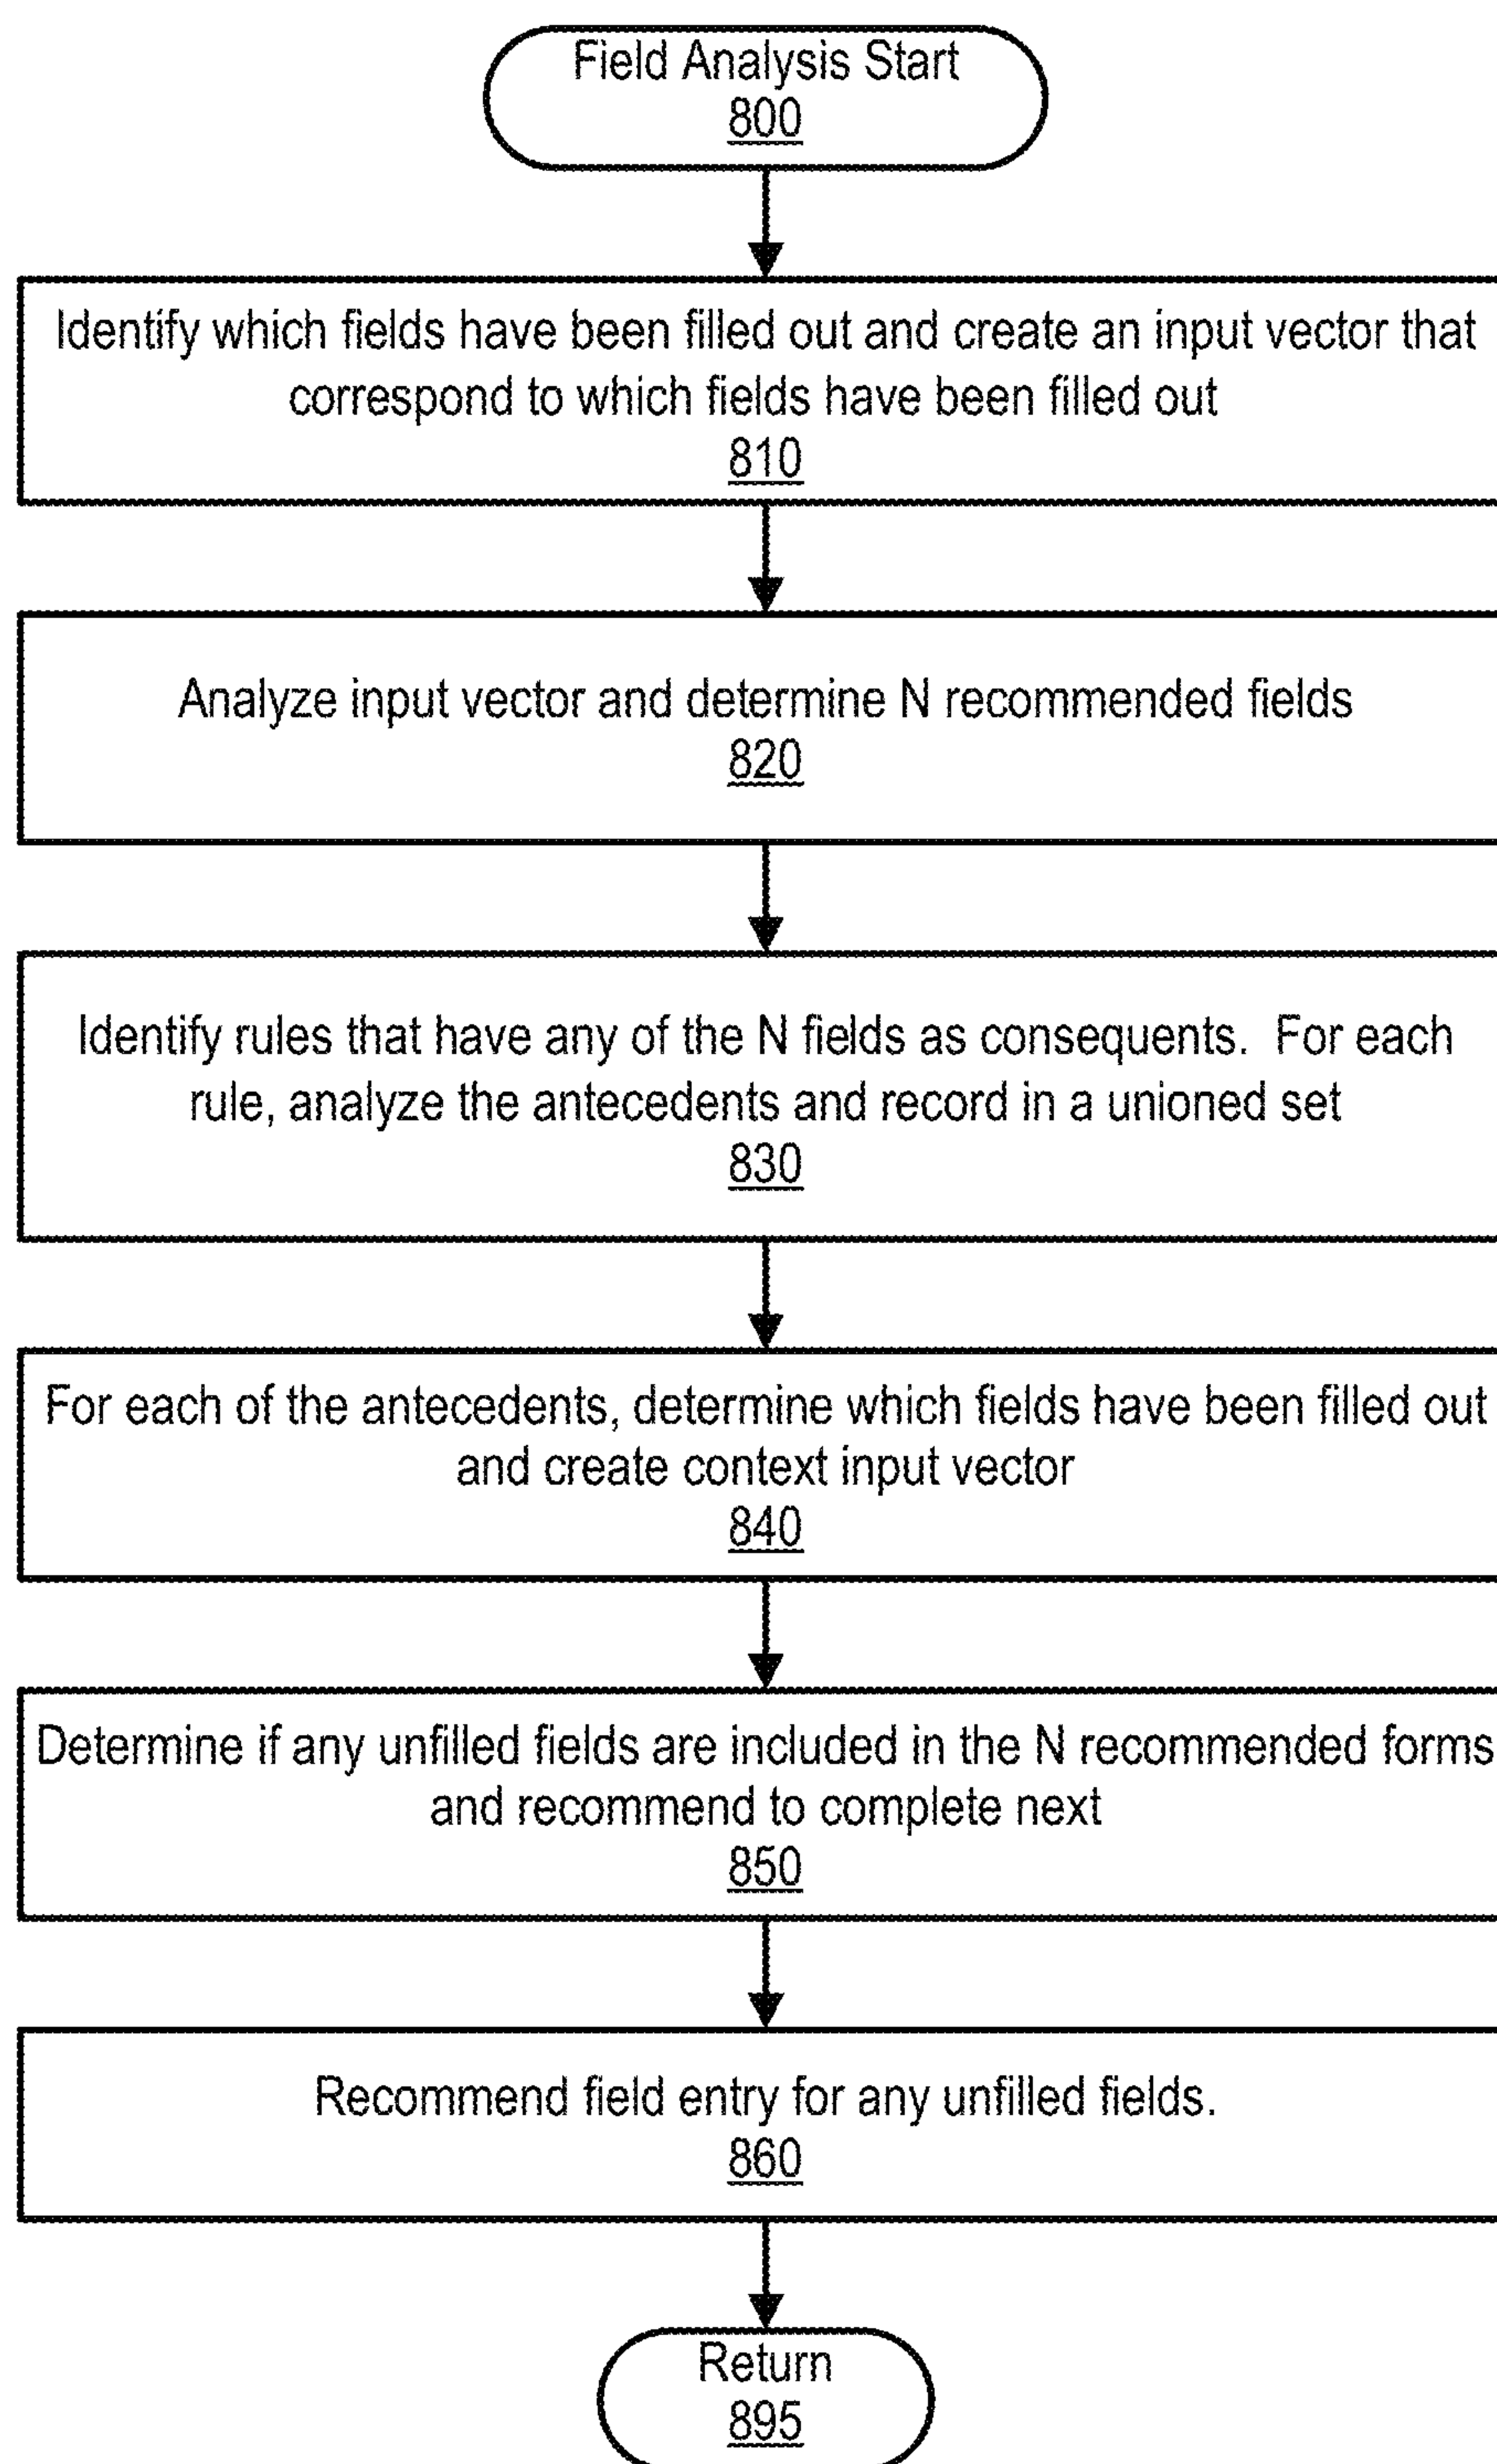 Field Analysis Start
800
Identify which fields have been filled out and create an input vector that
correspond to which fields have been filled out
810
Analyze input vector and determine N recommended fields
820
Identify rules that have any of the N fields as consequents.  For each
rule, analyze the antecedents and record in a unioned set
830
For each of the antecedents, determine which fields have been filled out
and create context input vector
840
Determine if any unfilled fields are included in the N recommended forms
and recommend to complete next
850
Recommend field entry for any unfilled fields.
860
Return
895